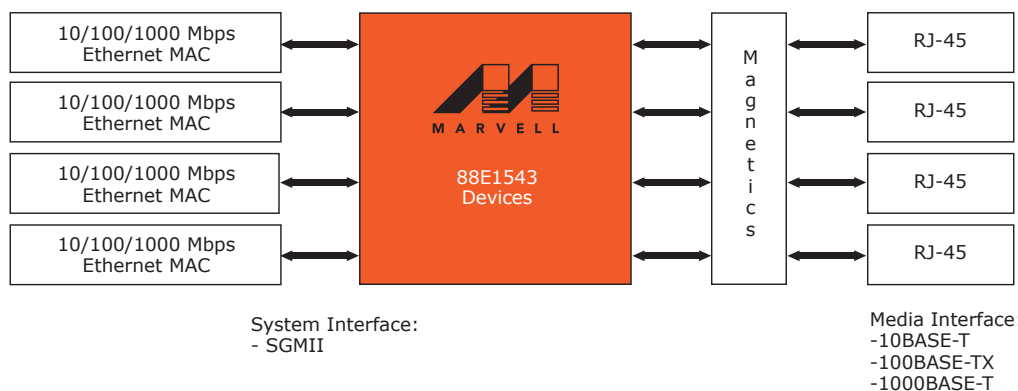 10/100/1000 Mbps
Ethernet MAC
10/100/1000 Mbps
Ethernet MAC
10/100/1000 Mbps
Ethernet MAC
10/100/1000 Mbps
Ethernet MAC
MARVELL
88E1543
Devices
Magnetics
RJ-45
RJ-45
RJ-45
RJ-45
System Interface:
- SGMII
Media Interface
-10BASE-T
-100BASE-TX
-1000BASE-T